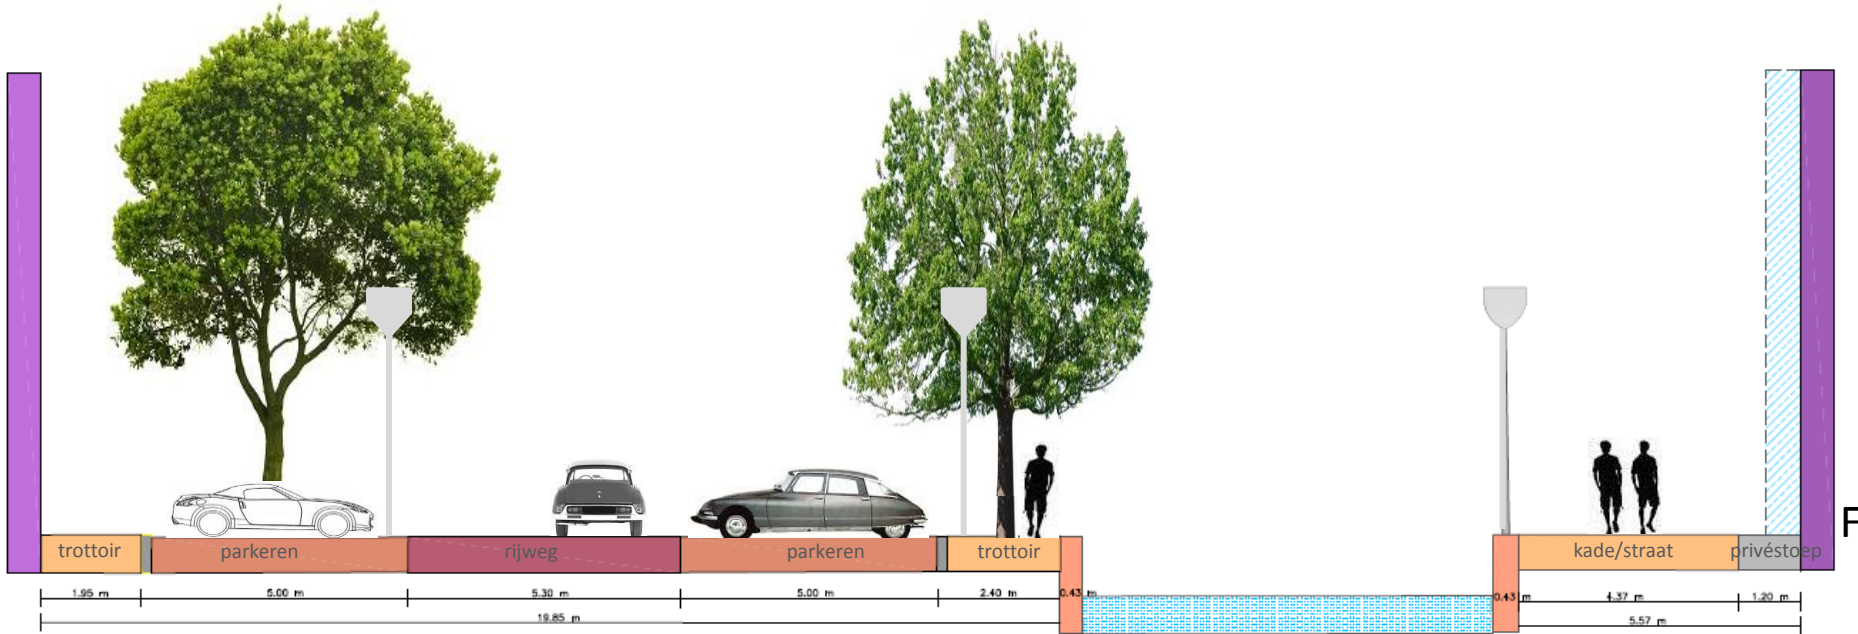 trottoir parkeren rijweg parkeren trottoir kade/straat privéstoep
F
1.95 m 5.00 m 5.30 m 5.00 m 2.40 m 0.43 m 0.43 m 4.37 m 1.20 m
19.85 m 5.57 m